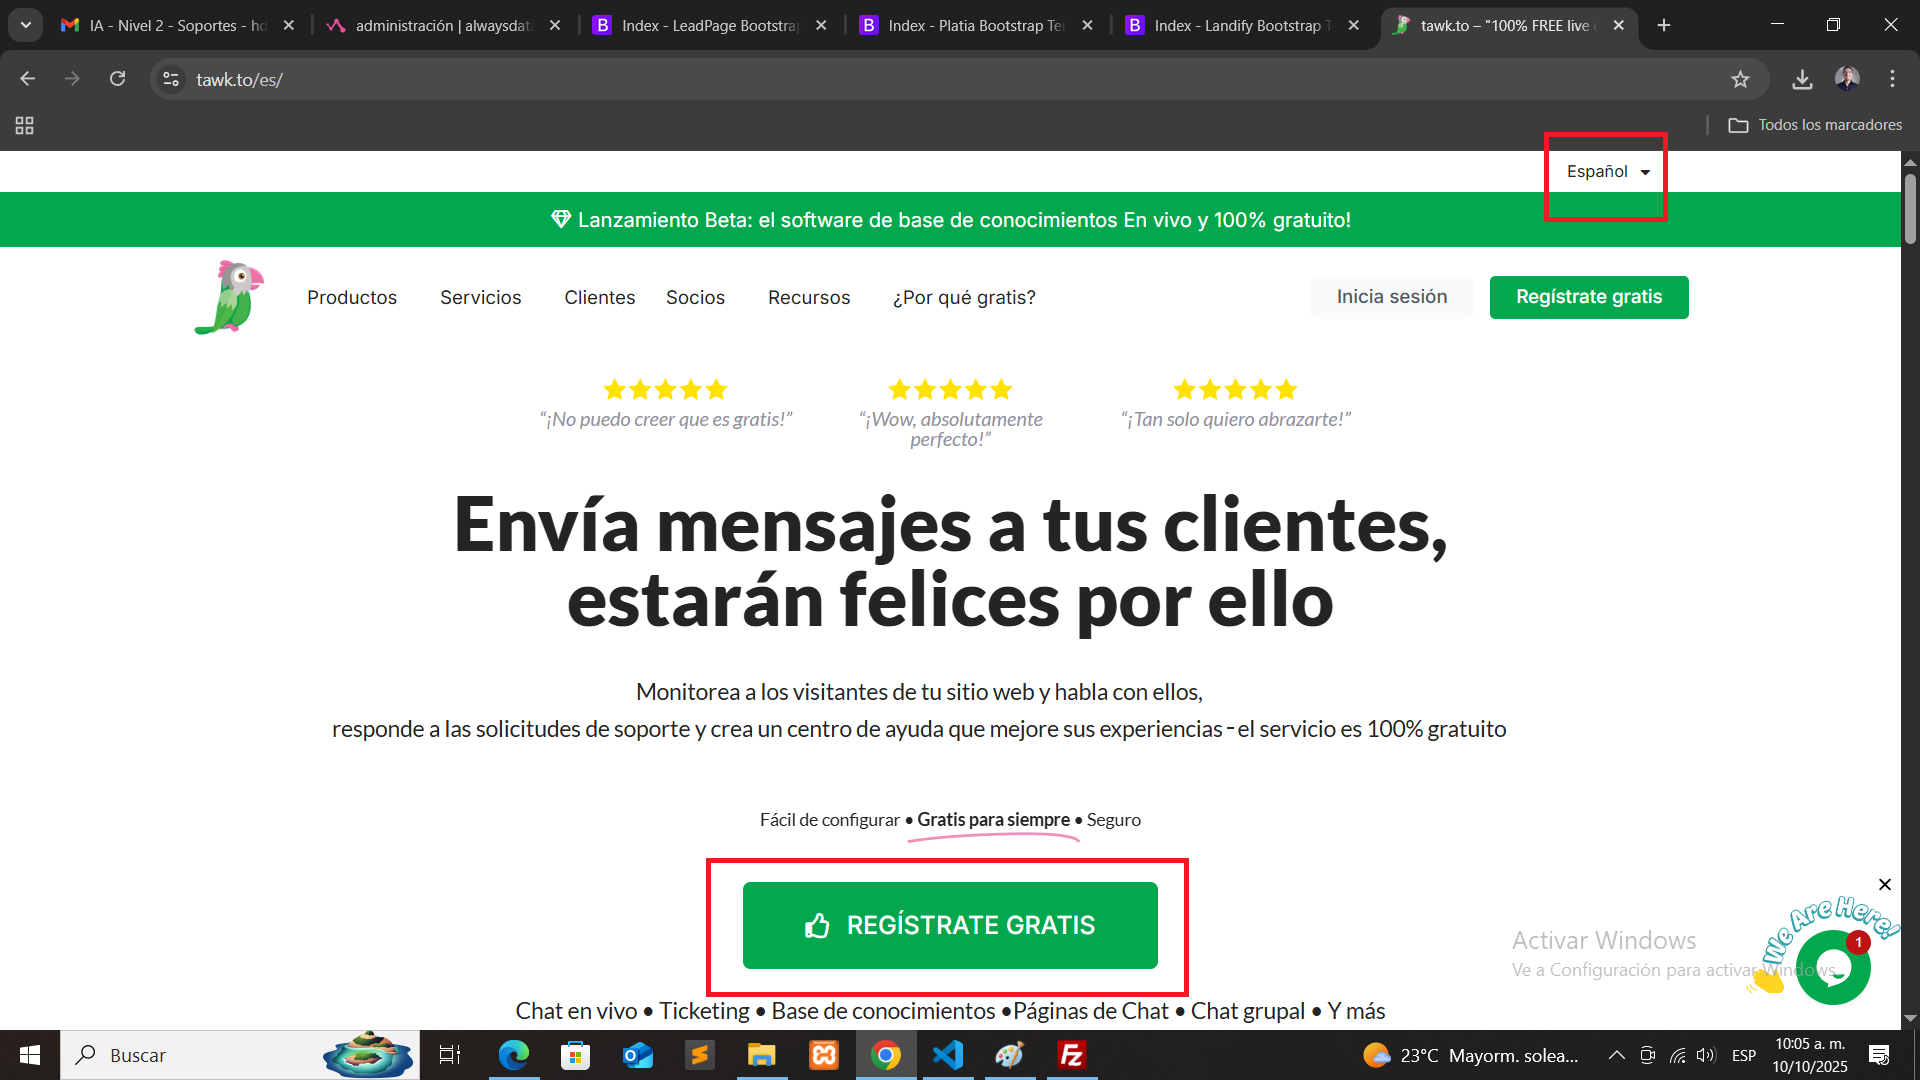 IA - Nivel 2 - Soportes - hd
administración | alwaysdat
Index - LeadPage Bootstrap
Index - Platia Bootstrap Te
Index - Landify Bootstrap T
tawk.to – "100% FREE live
tawk.to/es/
Todos los marcadores
Español
Lanzamiento Beta: el software de base de conocimientos En vivo y 100% gratuito!
Productos
Servicios
Clientes
Socios
Recursos
¿Por qué gratis?
Inicia sesión
Regístrate gratis
“¡No puedo creer que es gratis!”
“¡Wow, absolutamente
perfecto!”
“¡Tan solo quiero abrazarte!”
Envía mensajes a tus clientes,
estarán felices por ello
Monitorea a los visitantes de tu sitio web y habla con ellos,
responde a las solicitudes de soporte y crea un centro de ayuda que mejore sus experiencias - el servicio es 100% gratuito
Fácil de configurar • Gratis para siempre • Seguro
REGÍSTRATE GRATIS
We Are Here!
1
Activar Windows
Ve a Configuración para activar Windows.
Chat en vivo • Ticketing • Base de conocimientos •Páginas de Chat • Chat grupal • Y más
Buscar
23°C Mayorm. solea...
ESP
10:05 a. m.
10/10/2025